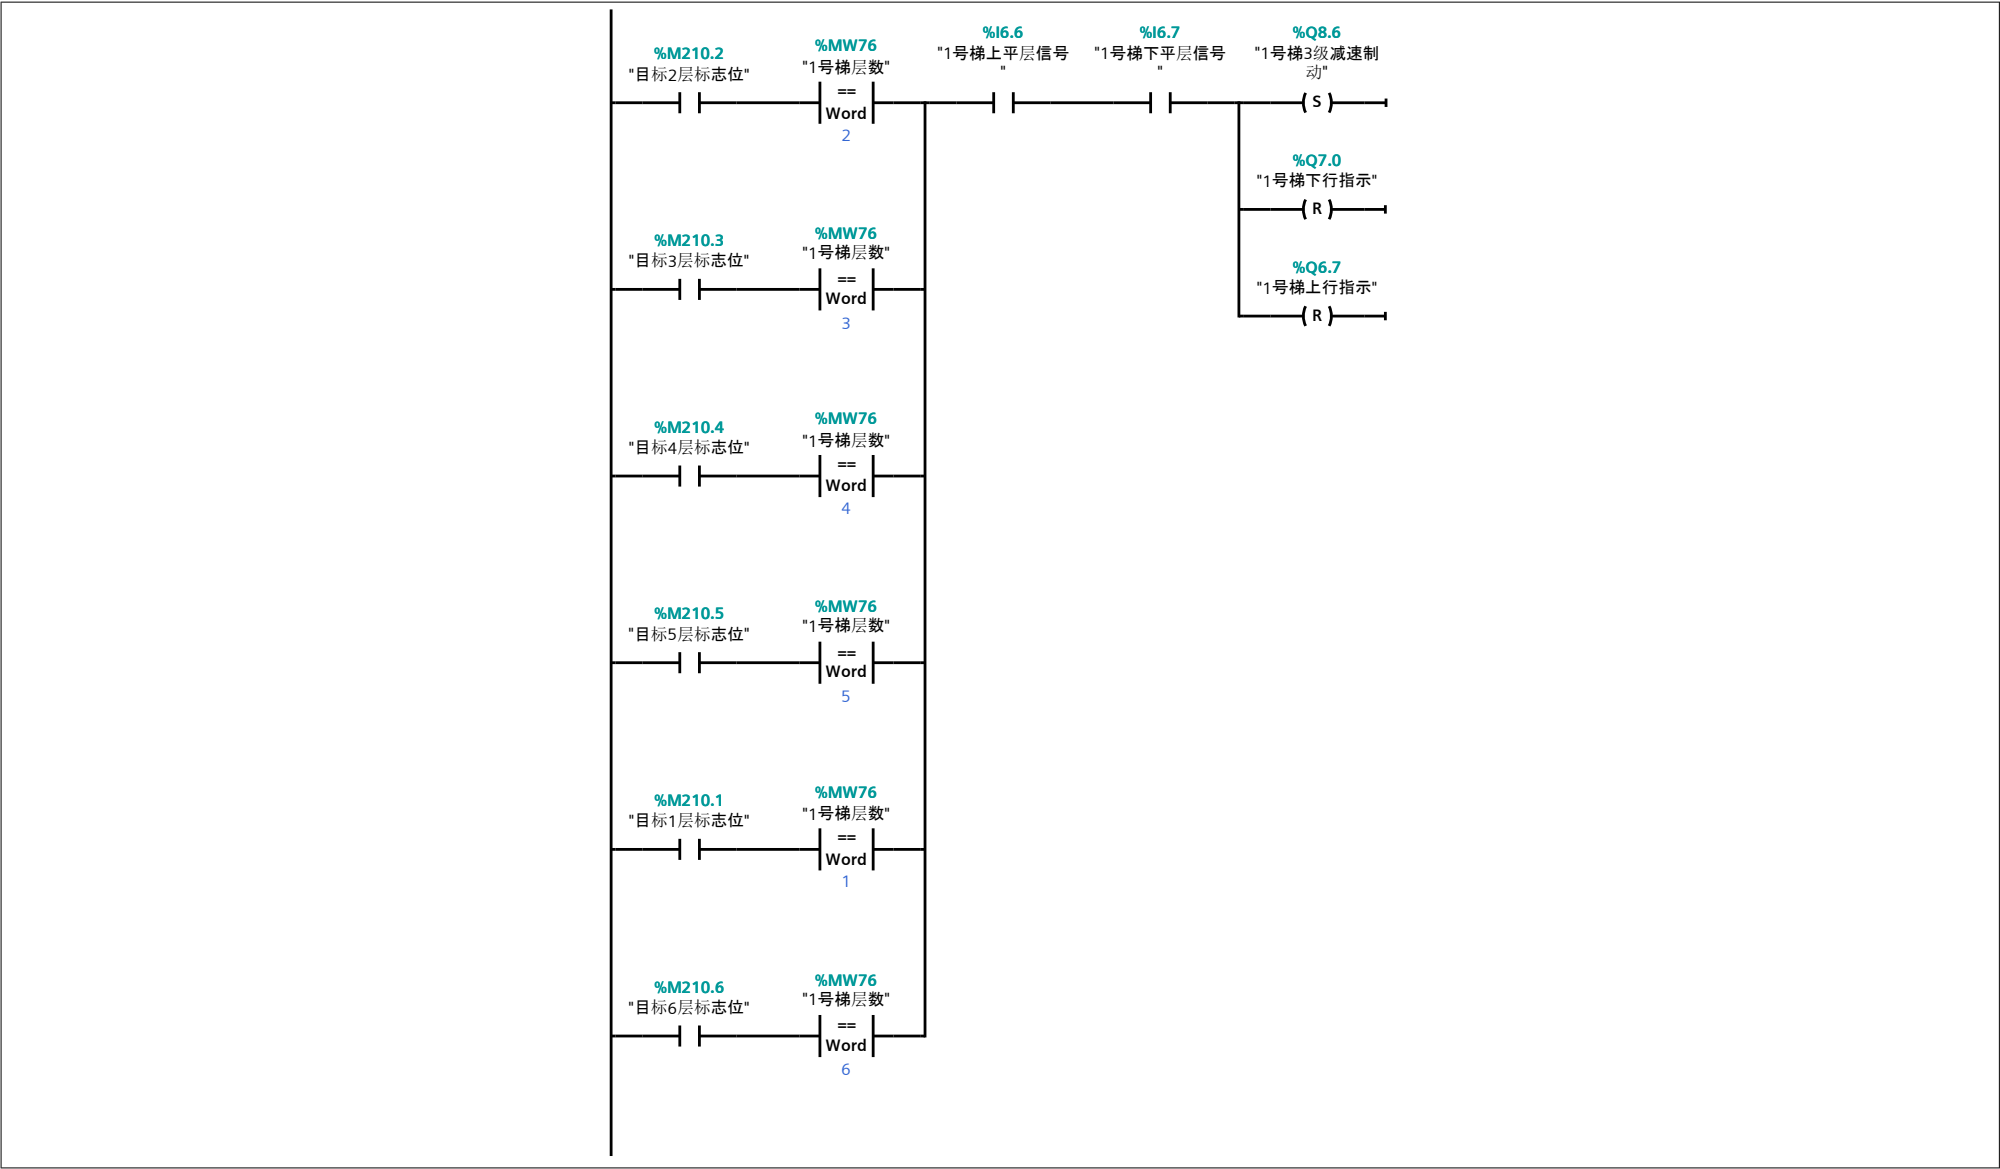 %M210.2
"目标2层标志位"
%MW76
"1号梯层数"
==
Word
2
%I6.6
"1号梯上平层信号
"
%I6.7
"1号梯下平层信号
"
%Q8.6
"1号梯3级减速制
动"
S
%Q7.0
"1号梯下行指示"
R
%Q6.7
"1号梯上行指示"
R
%M210.3
"目标3层标志位"
%MW76
"1号梯层数"
==
Word
3
%M210.4
"目标4层标志位"
%MW76
"1号梯层数"
==
Word
4
%M210.5
"目标5层标志位"
%MW76
"1号梯层数"
==
Word
5
%M210.1
"目标1层标志位"
%MW76
"1号梯层数"
==
Word
1
%M210.6
"目标6层标志位"
%MW76
"1号梯层数"
==
Word
6